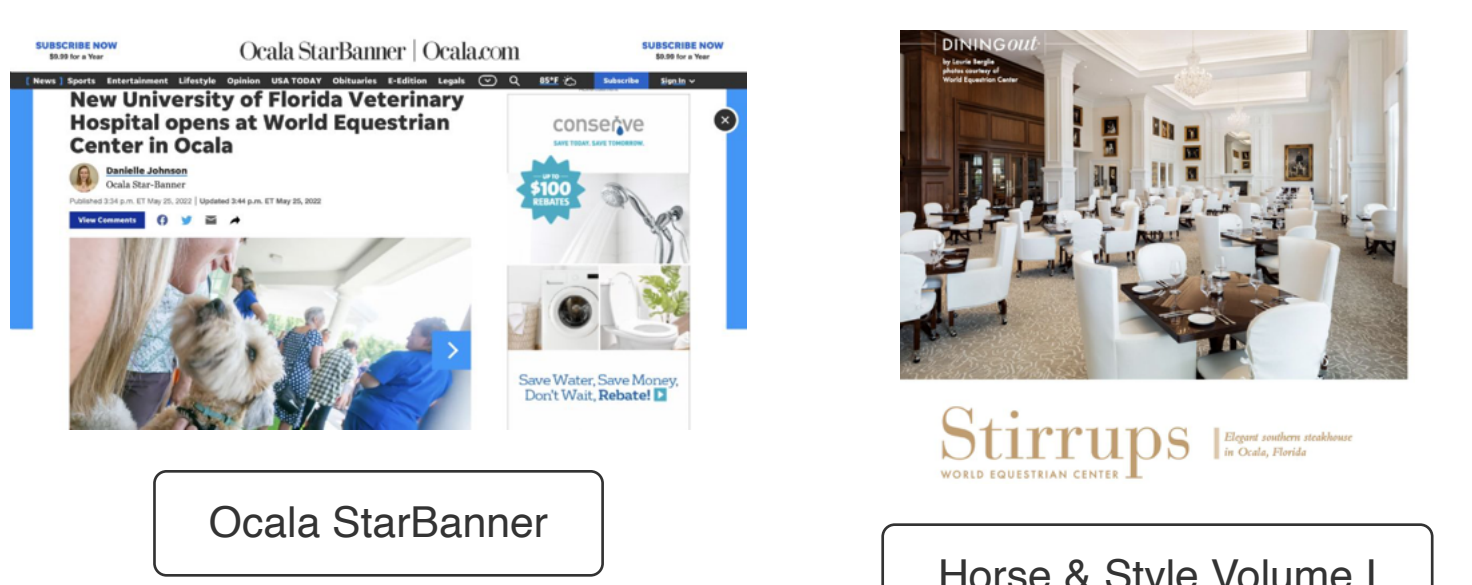 SUBSCRIBE NOW
$9.99 for a Year
Ocala StarBanner | Ocala.com
SUBSCRIBE NOW
$9.99 for a Year
[ News ] Sports Entertainment Lifestyle Opinion USA TODAY Obituaries E-Edition Legals 85°F Subscribe Sign In
New University of Florida Veterinary
Hospital opens at World Equestrian
Center in Ocala
Danielle Johnson
Ocala Star-Banner
Published 3:34 p.m. ET May 25, 2022 | Updated 3:44 p.m. ET May 25, 2022
View Comments
conserve
SAVE TODAY. SAVE TOMORROW.
UP TO
$100
REBATES
Save Water, Save Money,
Don't Wait, Rebate!
Ocala StarBanner
DININGout
by Laurie Berglie
photos courtesy of
World Equestrian Center
Stirrups
WORLD EQUESTRIAN CENTER
Elegant southern steakhouse
in Ocala, Florida
Horse & Style Volume I